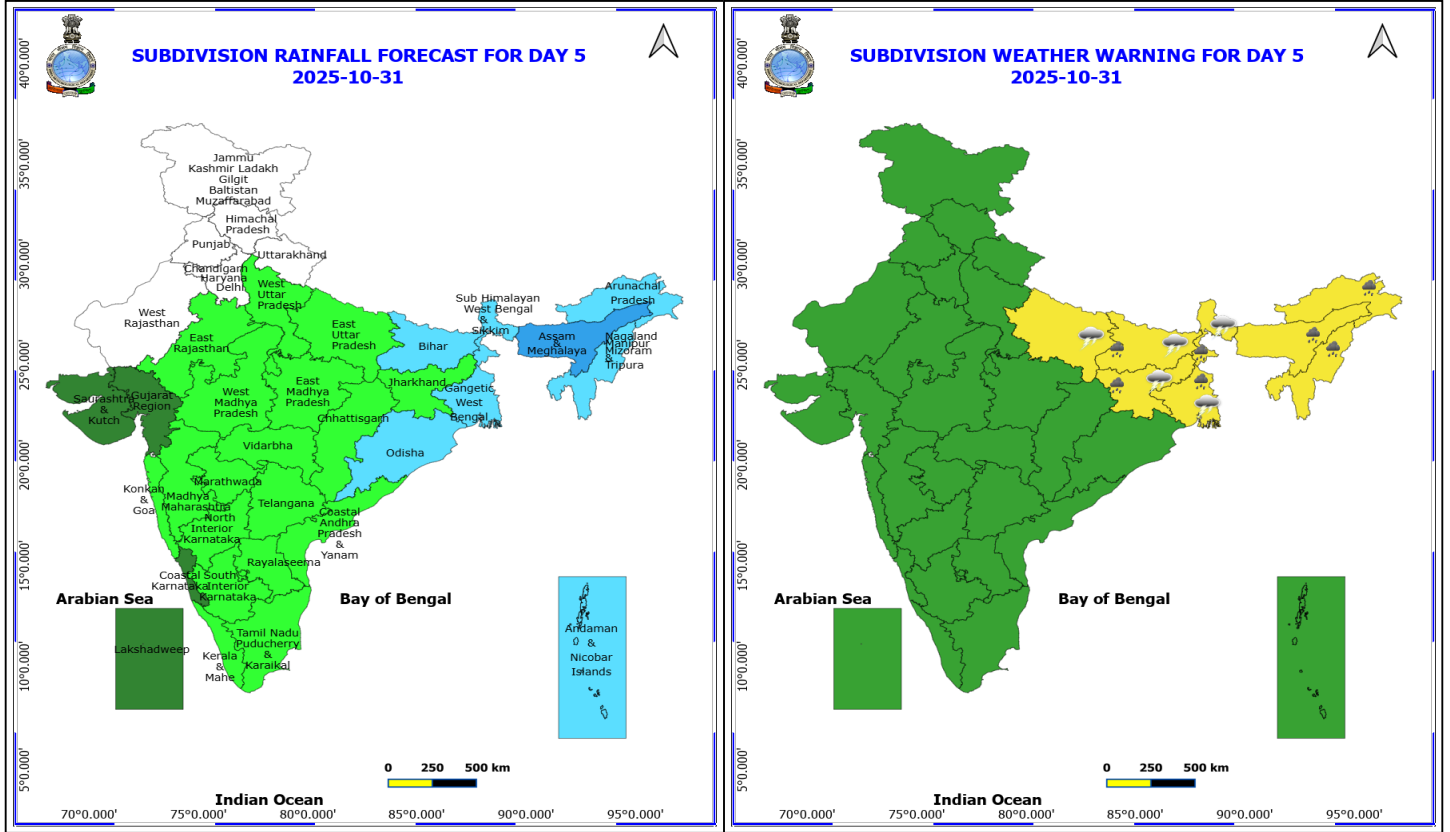 SUBDIVISION RAINFALL FORECAST FOR DAY 5
2025-10-31
40°0.000'
35°0.000'
30°0.000'
25°0.000'
20°0.000'
15°0.000'
10°0.000'
5°0.000'
Jammu
Kashmir Ladakh
Gilgit
Baltistan
Muzaffarabad
Himachal
Pradesh
Punjab
Uttarakhand
Chandigarh
Haryana
Delhi
West
Uttar
Pradesh
West
Rajasthan
East
Rajasthan
East
Uttar
Pradesh
Bihar
Sub Himalayan
West Bengal
&
Sikkim
Arunachal
Pradesh
Assam
&
Meghalaya
Nagaland
Manipur
Mizoram
&
Tripura
Saurashtra
&
Kutch
Gujarat
Region
West
Madhya
Pradesh
East
Madhya
Pradesh
Jharkhand
Gangetic
West
Bengal
Chhattisgarh
Vidarbha
Odisha
Konkan
&
Goa
Madhya
Maharashtra
Marathwada
Telangana
North
Interior
Karnataka
Coastal
Andhra
Pradesh
&
Yanam
Rayalaseema
Coastal
Karnataka
South
Interior
Karnataka
Arabian Sea
Bay of Bengal
Lakshadweep
Kerala
&
Mahe
Tamil Nadu
Puducherry
&
Karaikal
Andaman
&
Nicobar
Islands
0 250 500 km
Indian Ocean
70°0.000' 75°0.000' 80°0.000' 85°0.000' 90°0.000' 95°0.000'
SUBDIVISION WEATHER WARNING FOR DAY 5
2025-10-31
40°0.000'
35°0.000'
30°0.000'
25°0.000'
20°0.000'
15°0.000'
10°0.000'
5°0.000'
Arabian Sea
Bay of Bengal
0 250 500 km
Indian Ocean
70°0.000' 75°0.000' 80°0.000' 85°0.000' 90°0.000' 95°0.000'